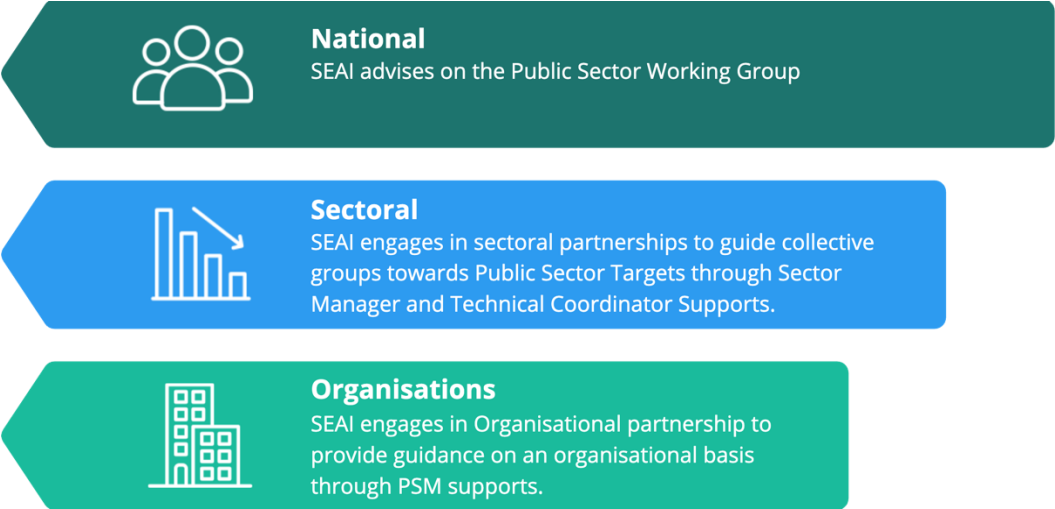 National
SEAI advises on the Public Sector Working Group
Sectoral
SEAI engages in sectoral partnerships to guide collective
groups towards Public Sector Targets through Sector
Manager and Technical Coordinator Supports.
Organisations
SEAI engages in Organisational partnership to
provide guidance on an organisational basis
through PSM supports.